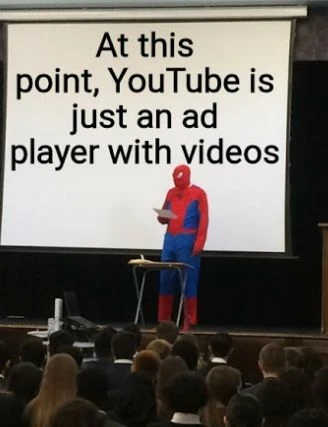 At this
point, YouTube is
just an ad
player with videos